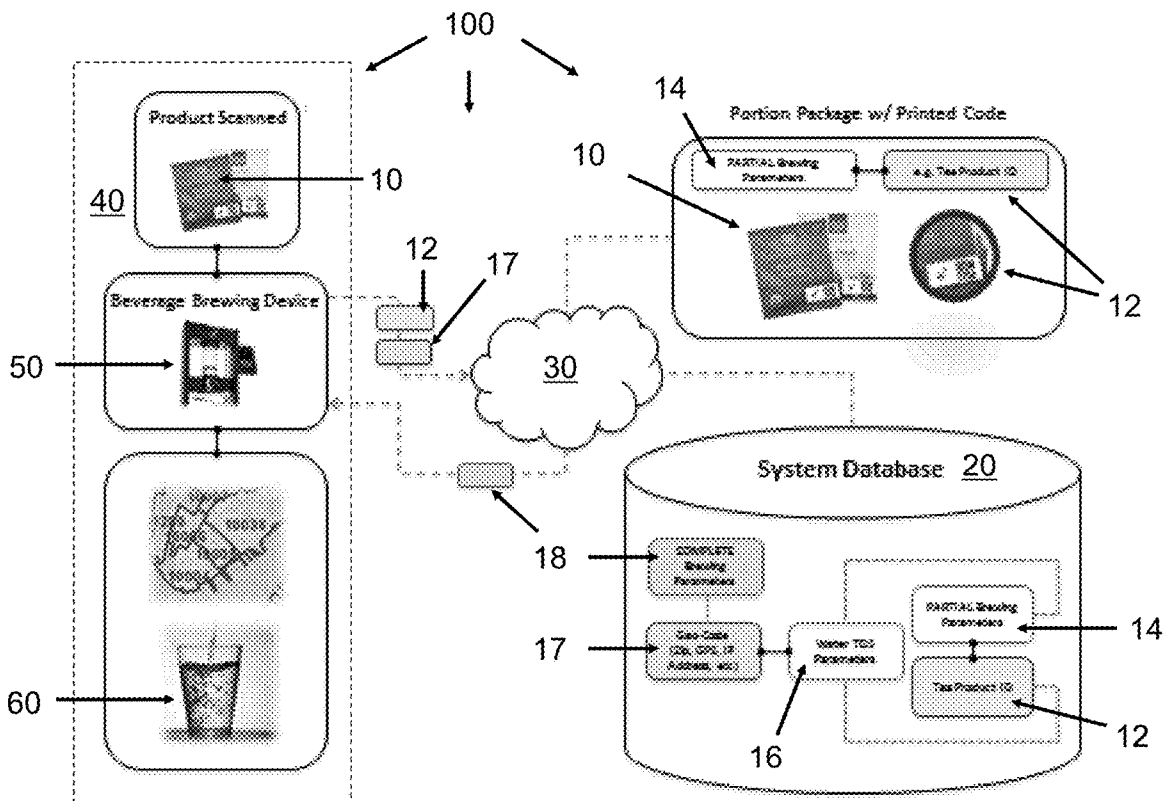 100
Product Scanned
10
40
Beverage Brewing Device
50
60
12
17
30
18
Portion Package w/ Printed Code
14
PARTIAL Brewing
Parameters
e.g. Tea Product ID
10
12
System Database 20
18
COMPLETE
Brewing
Parameters
17
Geo-Code
(Zip, GPS, IP
Address, etc)
Water TDS
Parameters
16
PARTIAL Brewing
Parameters
14
Tea Product ID
12